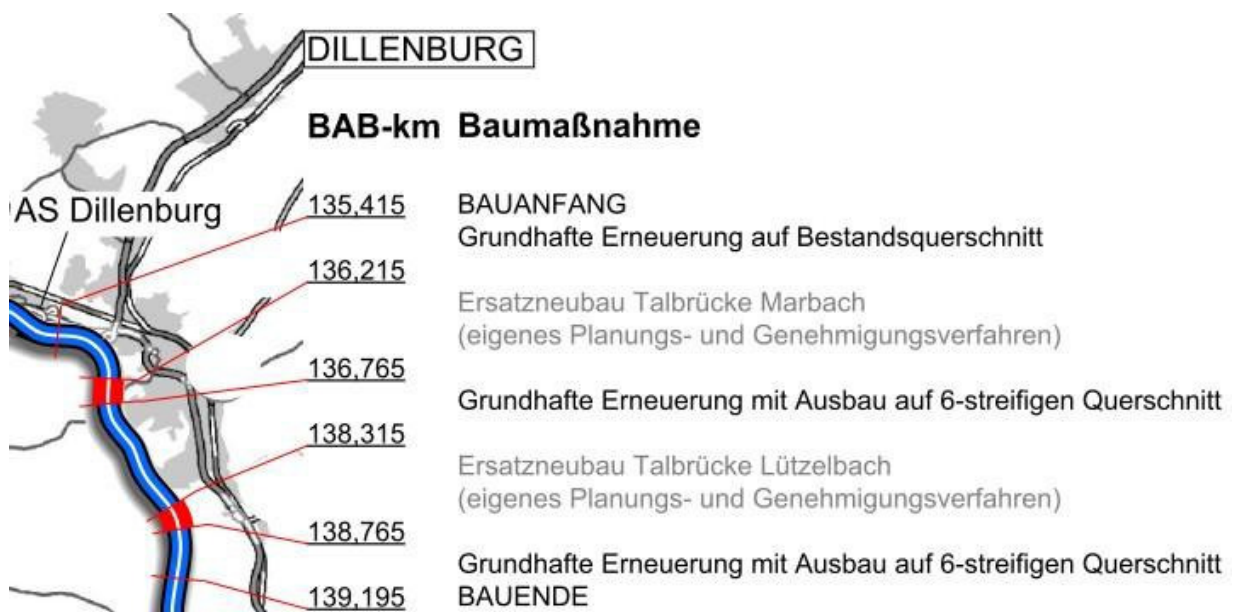 DILLENBURG
BAB-km Baumaßnahme
AS Dillenburg
135,415
BAUANFANG
Grundhafte Erneuerung auf Bestandsquerschnitt
136,215
Ersatzneubau Talbrücke Marbach
(eigenes Planungs- und Genehmigungsverfahren)
136,765
Grundhafte Erneuerung mit Ausbau auf 6-streifigen Querschnitt
138,315
Ersatzneubau Talbrücke Lützelbach
(eigenes Planungs- und Genehmigungsverfahren)
138,765
Grundhafte Erneuerung mit Ausbau auf 6-streifigen Querschnitt
139,195
BAUENDE